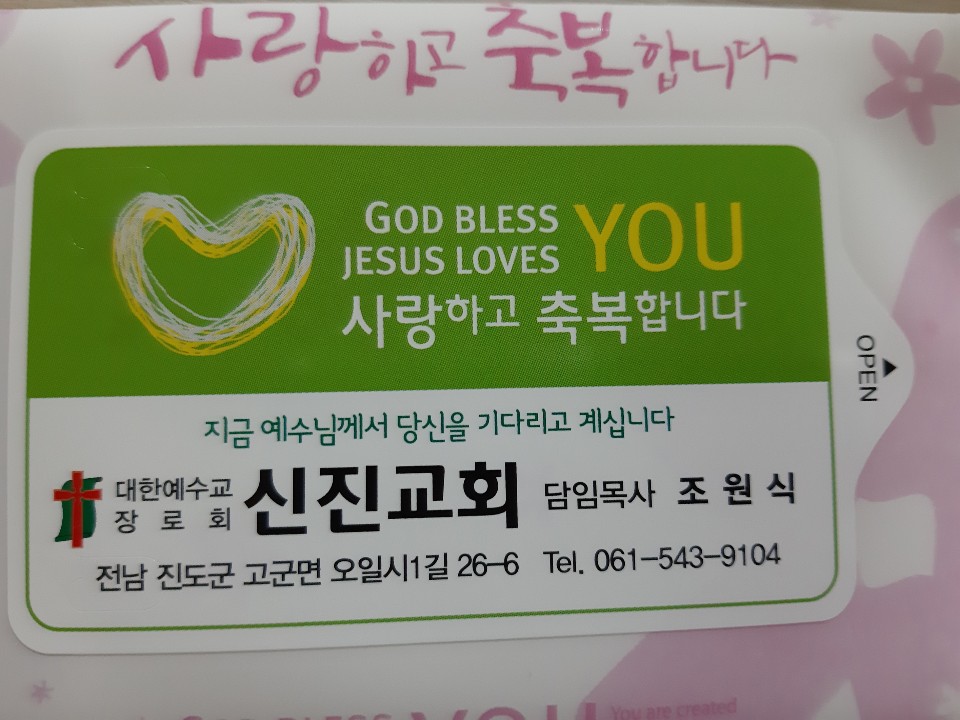 사랑하고 축복합니다
GOD BLESS
JESUS LOVES YOU
사랑하고 축복합니다
OPEN
지금 예수님께서 당신을 기다리고 계십니다
대한예수교
장로회 신진교회 담임목사 조원식
전남 진도군 고군면 오일시1길 26-6 Tel. 061-543-9104
GOD BLESS YOU You are created